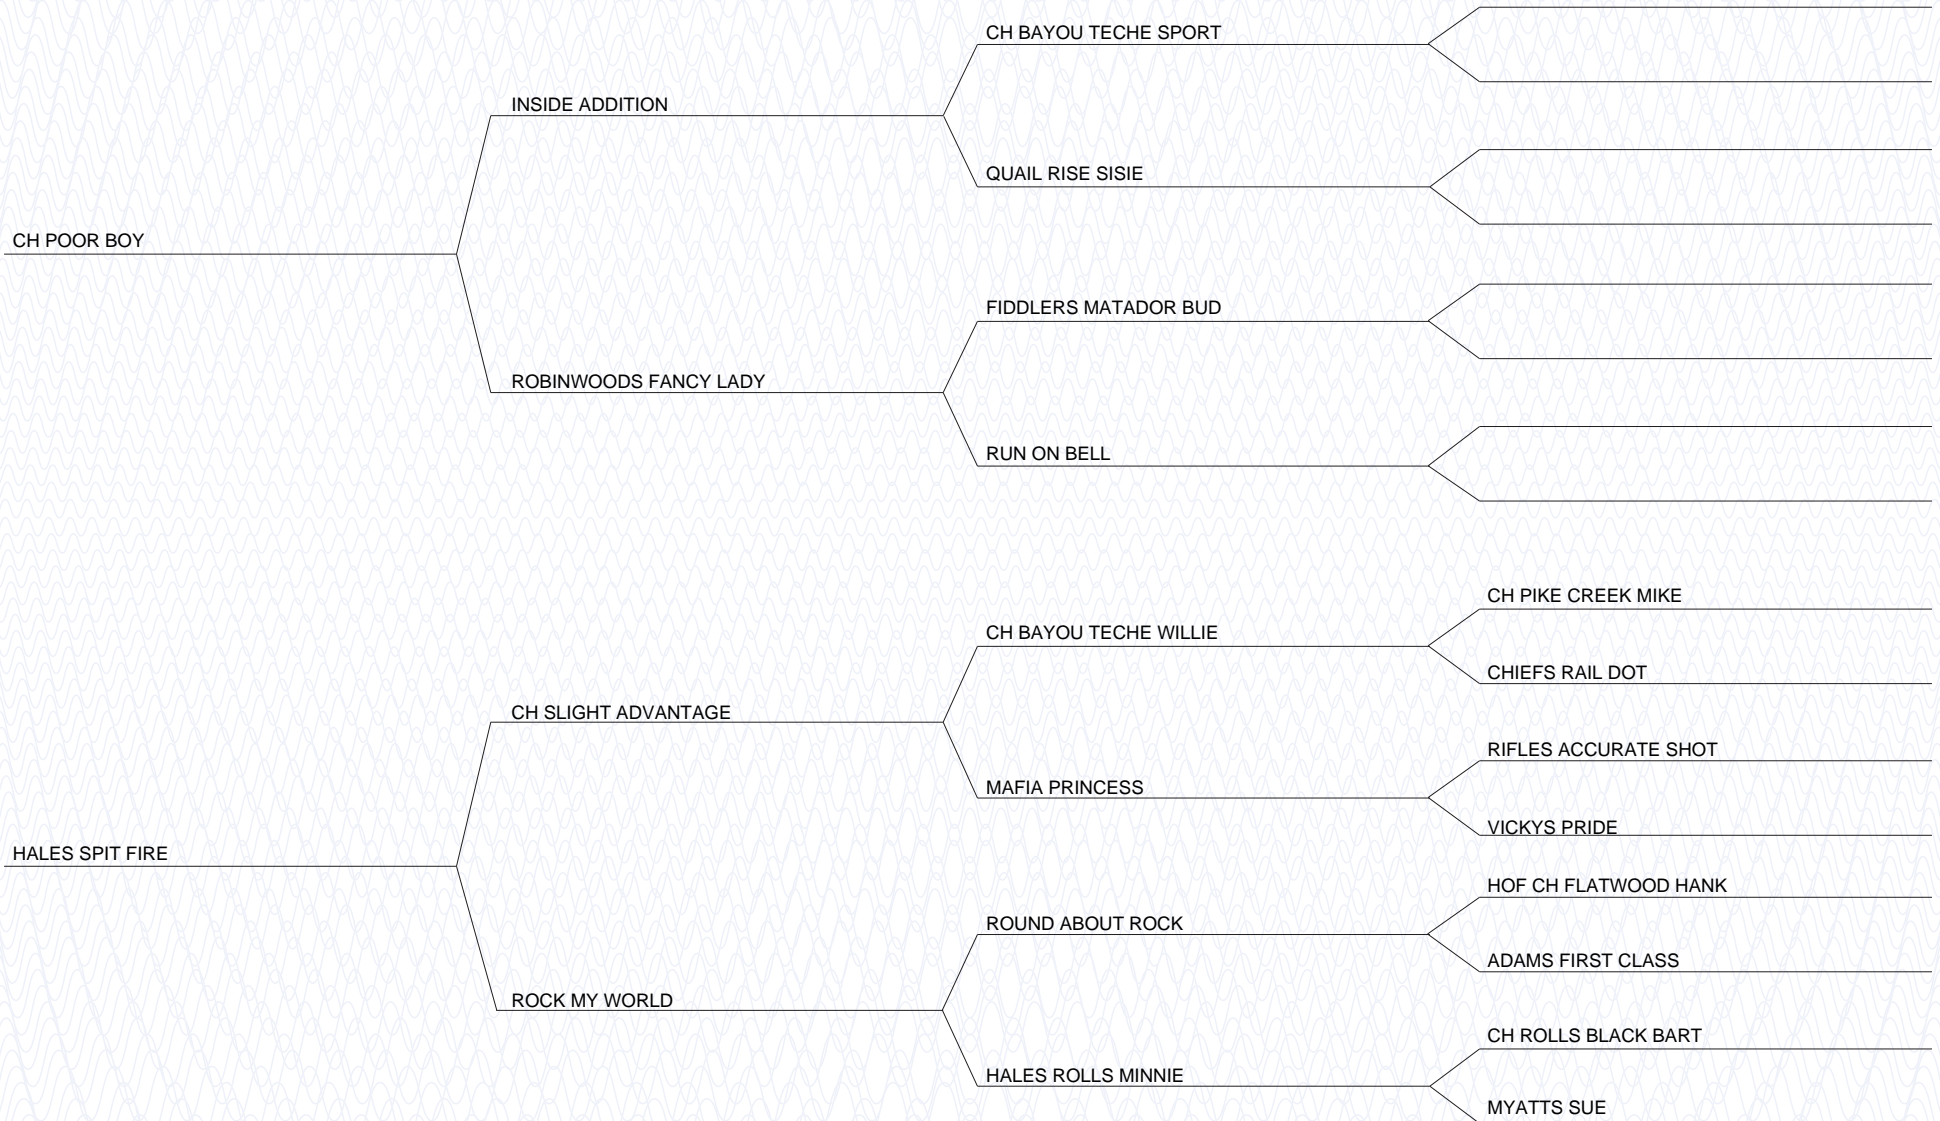 CH BAYOU TECHE SPORT
INSIDE ADDITION
QUAIL RISE SISIE
CH POOR BOY
FIDDLERS MATADOR BUD
ROBINWOODS FANCY LADY
RUN ON BELL
CH PIKE CREEK MIKE
CH BAYOU TECHE WILLIE
CHIEFS RAIL DOT
CH SLIGHT ADVANTAGE
RIFLES ACCURATE SHOT
MAFIA PRINCESS
VICKYS PRIDE
HALES SPIT FIRE
HOF CH FLATWOOD HANK
ROUND ABOUT ROCK
ADAMS FIRST CLASS
ROCK MY WORLD
CH ROLLS BLACK BART
HALES ROLLS MINNIE
MYATTS SUE